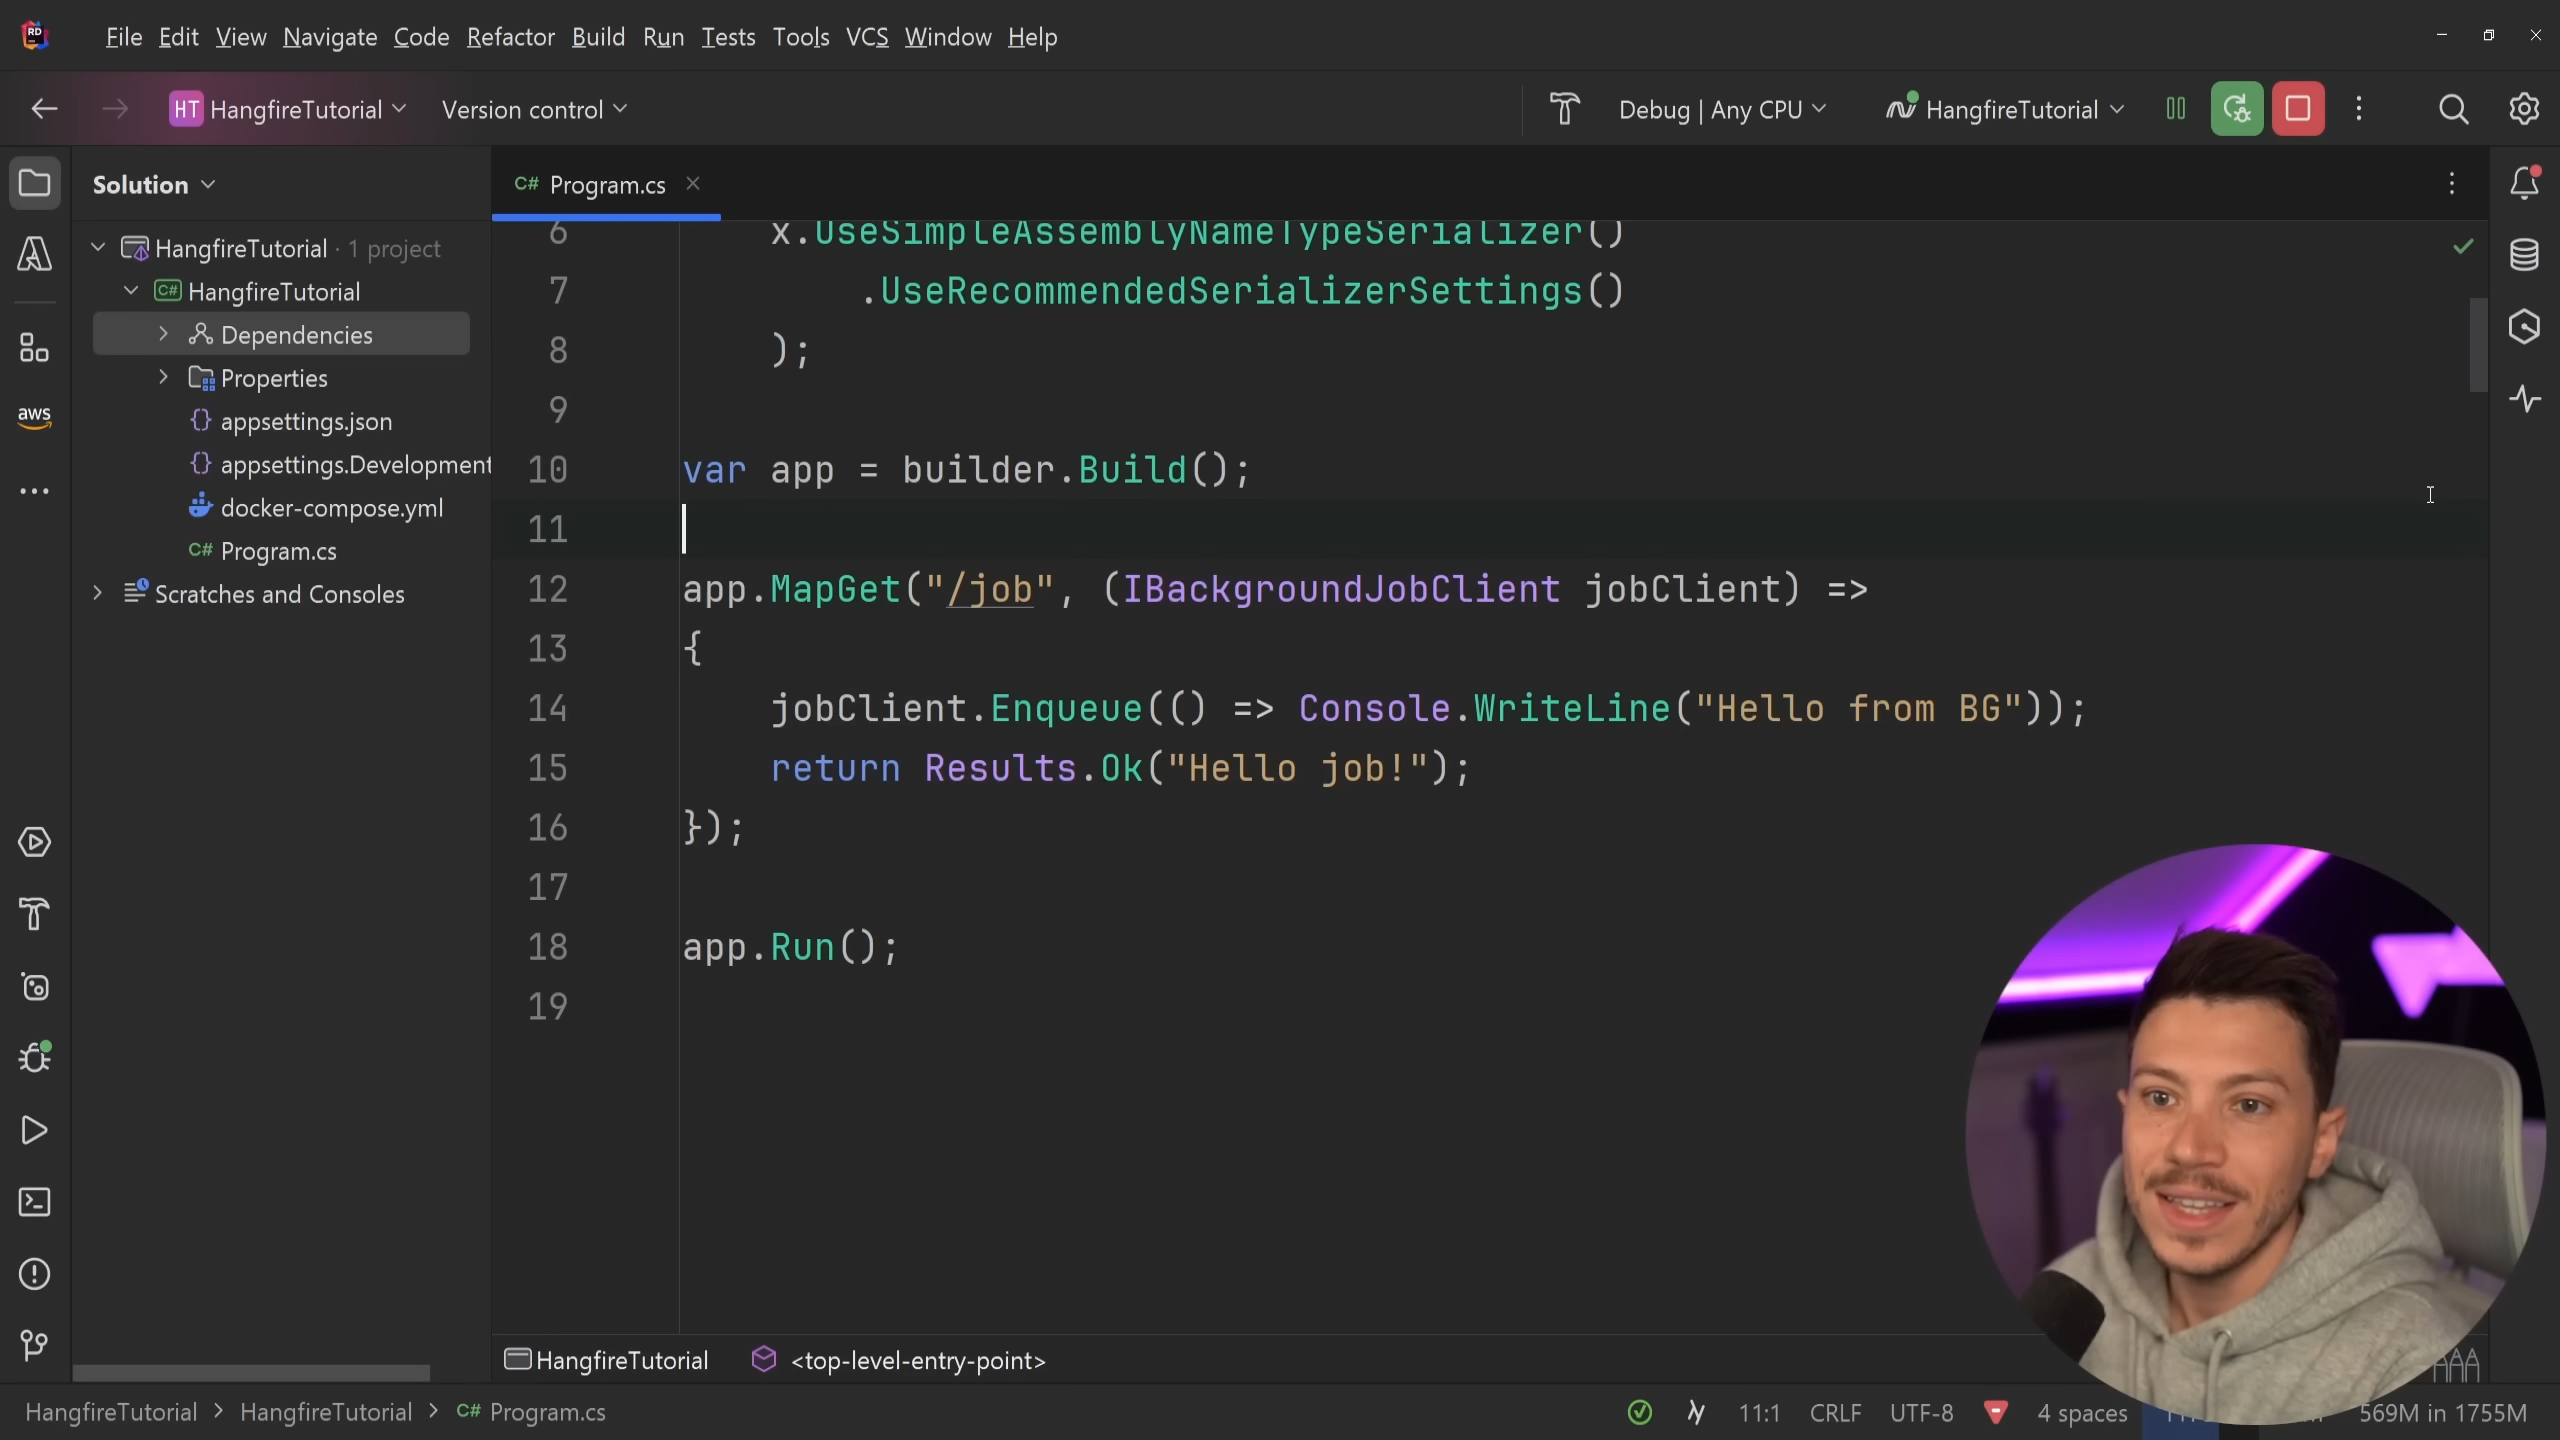 RD
File Edit View Navigate Code Refactor Build Run Tests Tools VCS Window Help
HT HangfireTutorial Version control Debug | Any CPU HangfireTutorial
Solution
C# Program.cs
HangfireTutorial · 1 project
C# HangfireTutorial
Dependencies
Properties
{} appsettings.json
{} appsettings.Development
docker-compose.yml
C# Program.cs
Scratches and Consoles
aws
6 x.UseSimpleAssemblyNameTypeSerializer()
7 .UseRecommendedSerializerSettings()
8 );
9
10 var app = builder.Build();
11
12 app.MapGet("/job", (IBackgroundJobClient jobClient) =>
13 {
14 jobClient.Enqueue(() => Console.WriteLine("Hello from BG"));
15 return Results.Ok("Hello job!");
16 });
17
18 app.Run();
19
HangfireTutorial <top-level-entry-point>
HangfireTutorial > HangfireTutorial > C# Program.cs
11:1 CRLF UTF-8 4 spaces 569M in 1755M